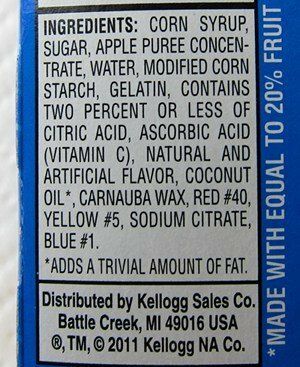 INGREDIENTS: CORN SYRUP,
SUGAR, APPLE PUREE CONCEN-
TRATE, WATER, MODIFIED CORN
STARCH, GELATIN, CONTAINS
TWO PERCENT OR LESS OF
CITRIC ACID, ASCORBIC ACID
(VITAMIN C), NATURAL AND
ARTIFICIAL FLAVOR, COCONUT
OIL*, CARNAUBA WAX, RED #40,
YELLOW #5, SODIUM CITRATE,
BLUE #1.
*ADDS A TRIVIAL AMOUNT OF FAT.
Distributed by Kellogg Sales Co.
Battle Creek, MI 49016 USA
®, TM, © 2011 Kellogg NA Co.
*MADE WITH EQUAL TO 20% FRUIT